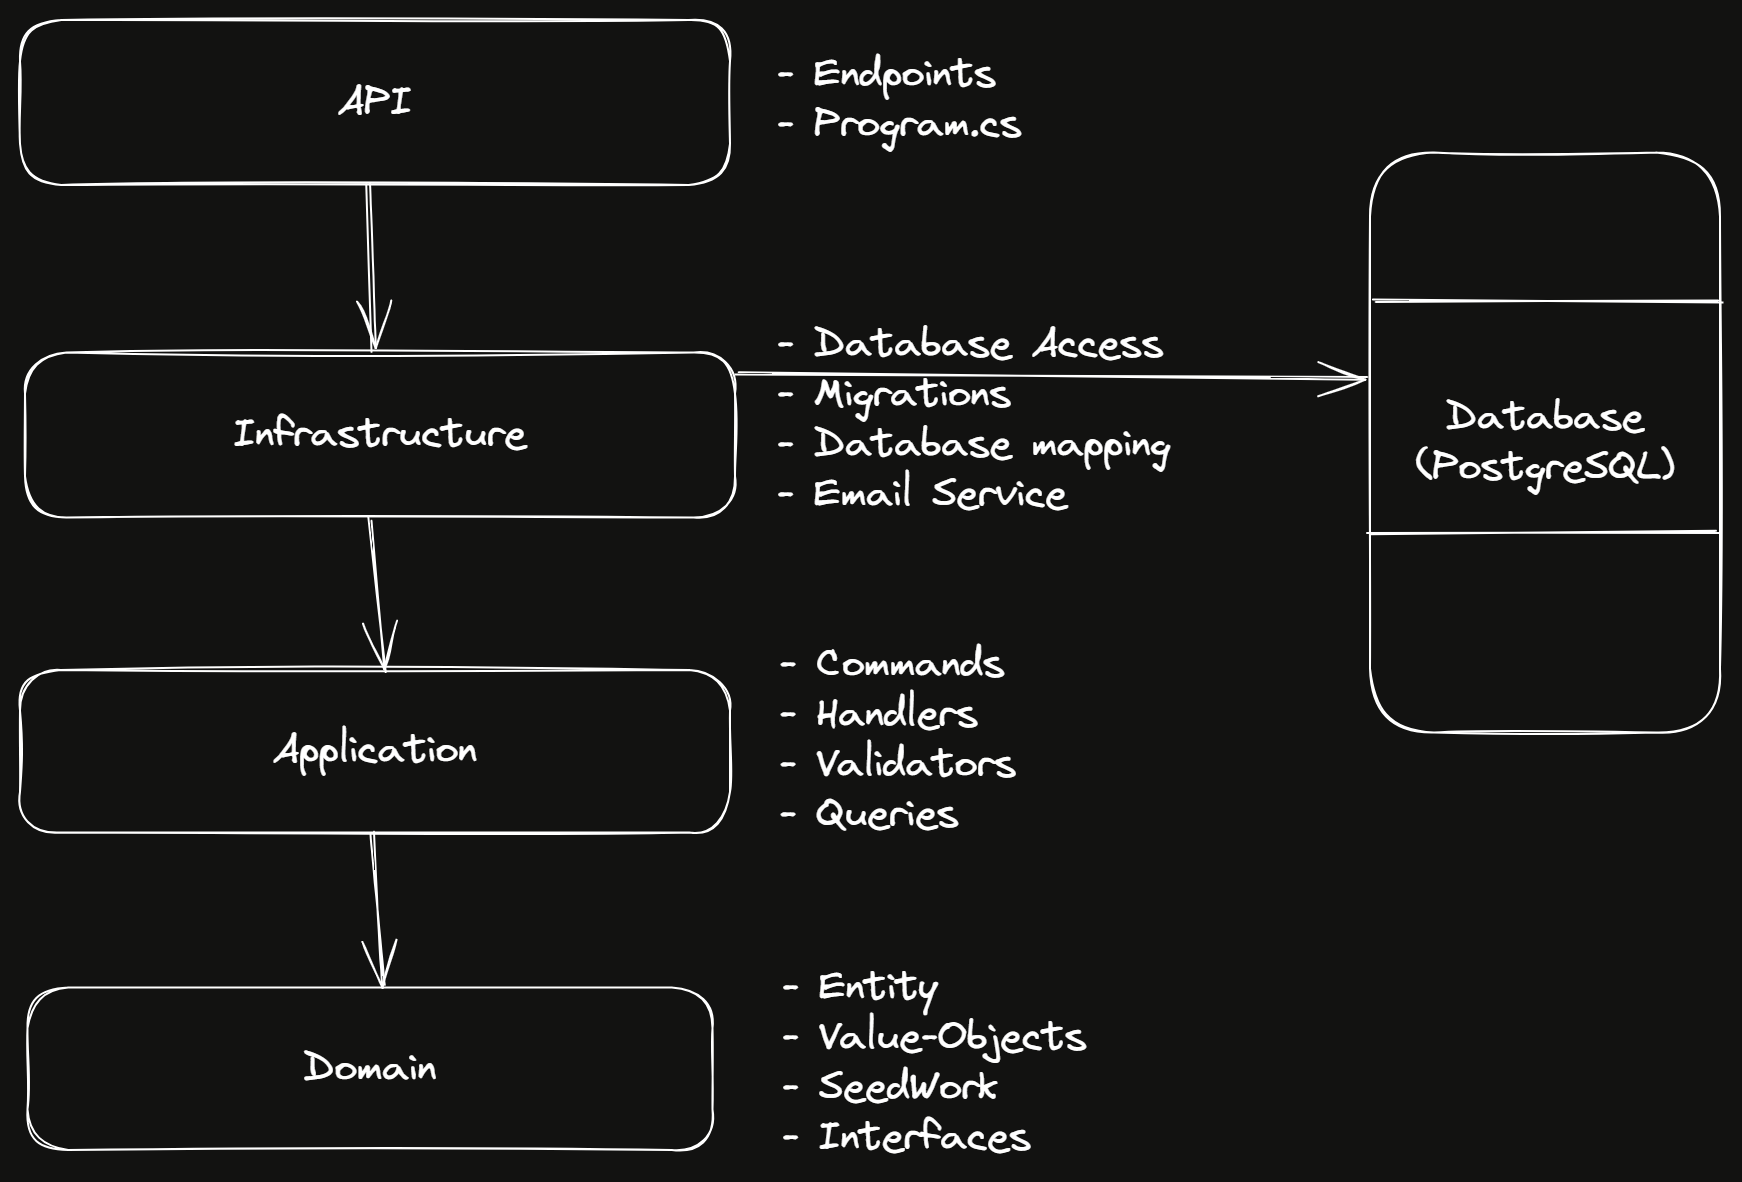 API
- Endpoints
- Program.cs
Infrastructure
- Database Access
- Migrations
- Database mapping
- Email Service
Database
(PostgreSQL)
Application
- Commands
- Handlers
- Validators
- Queries
Domain
- Entity
- Value-Objects
- SeedWork
- Interfaces